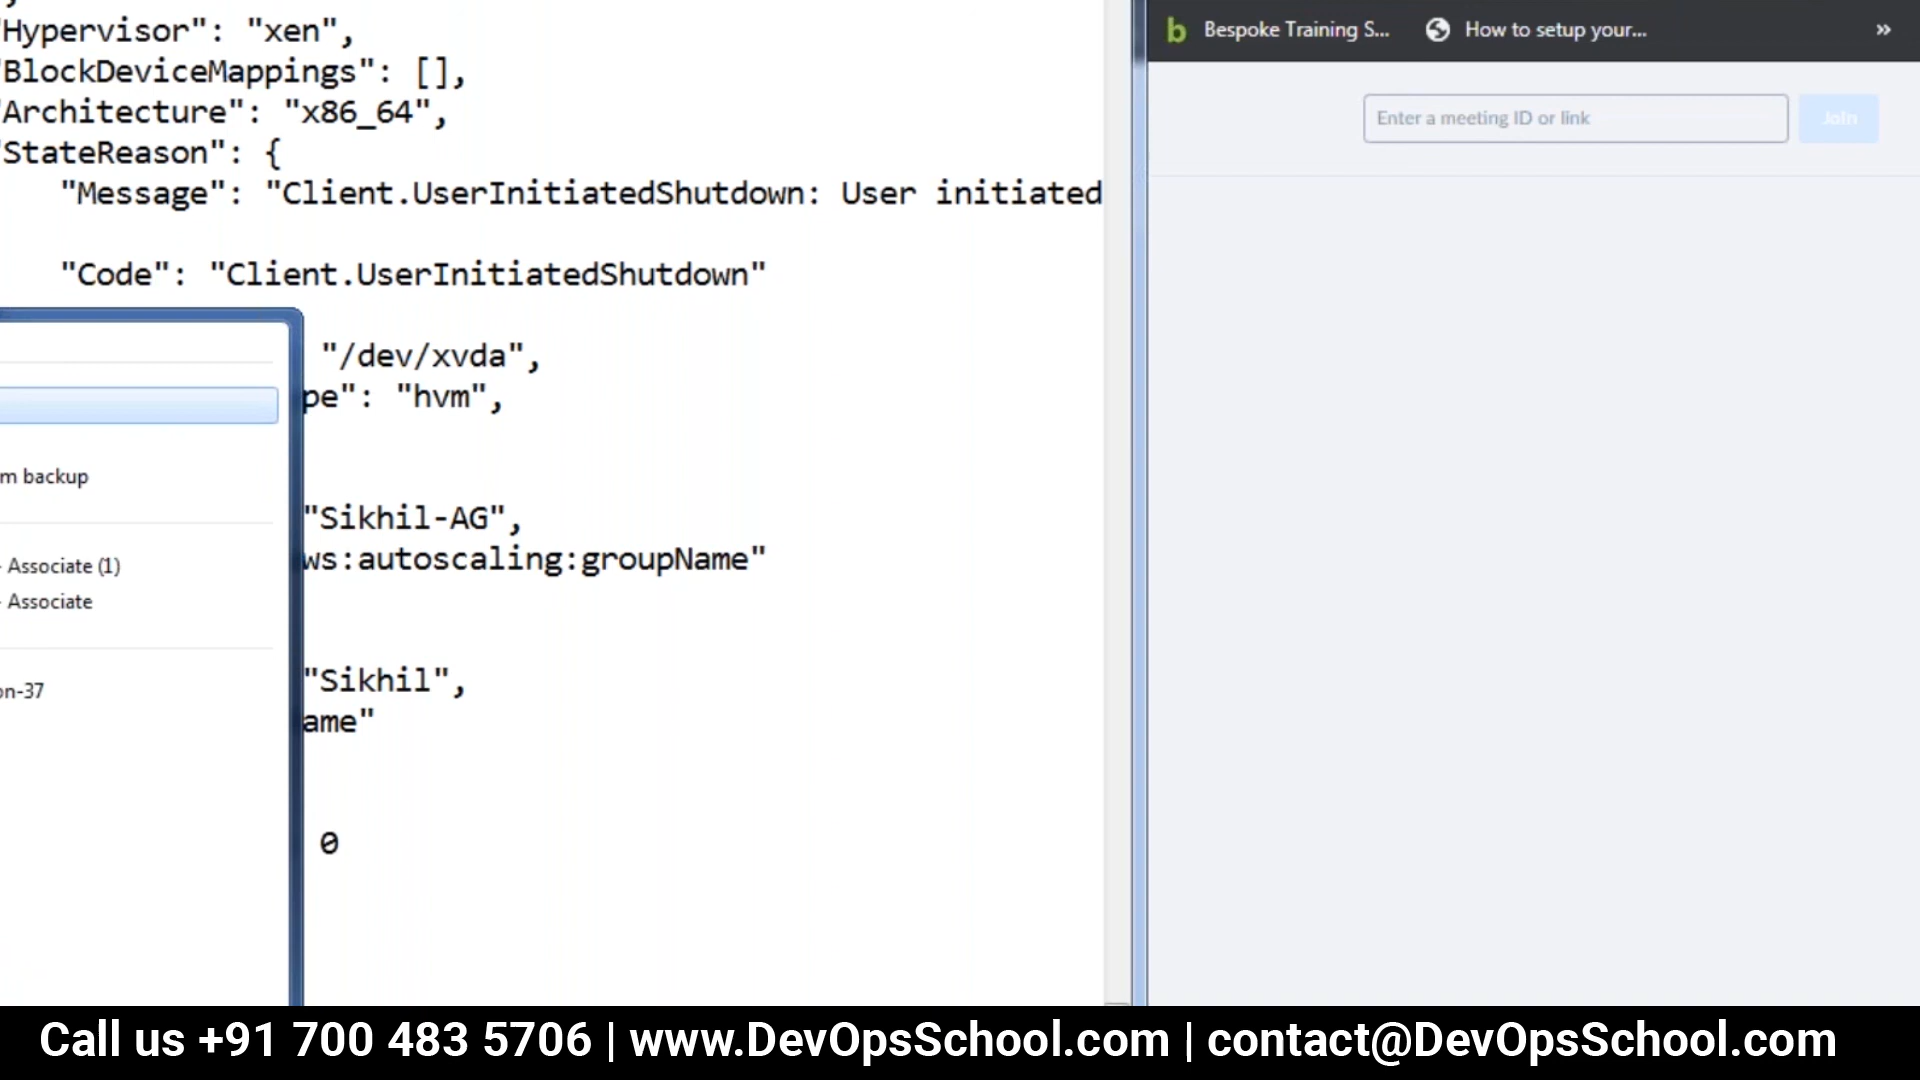 Hypervisor": "xen",
BlockDeviceMappings": [],
Architecture": "x86_64",
StateReason": {
"Message": "Client.UserInitiatedShutdown: User initiated
"Code": "Client.UserInitiatedShutdown"
"/dev/xvda",
pe": "hvm",
"Sikhil-AG",
ws:autoscaling:groupName"
"Sikhil",
ame"
0
m backup
- Associate (1)
- Associate
on-37
Bespoke Training S...
How to setup your...
»
Enter a meeting ID or link
Join
Call us +91 700 483 5706 | www.DevOpsSchool.com | contact@DevOpsSchool.com